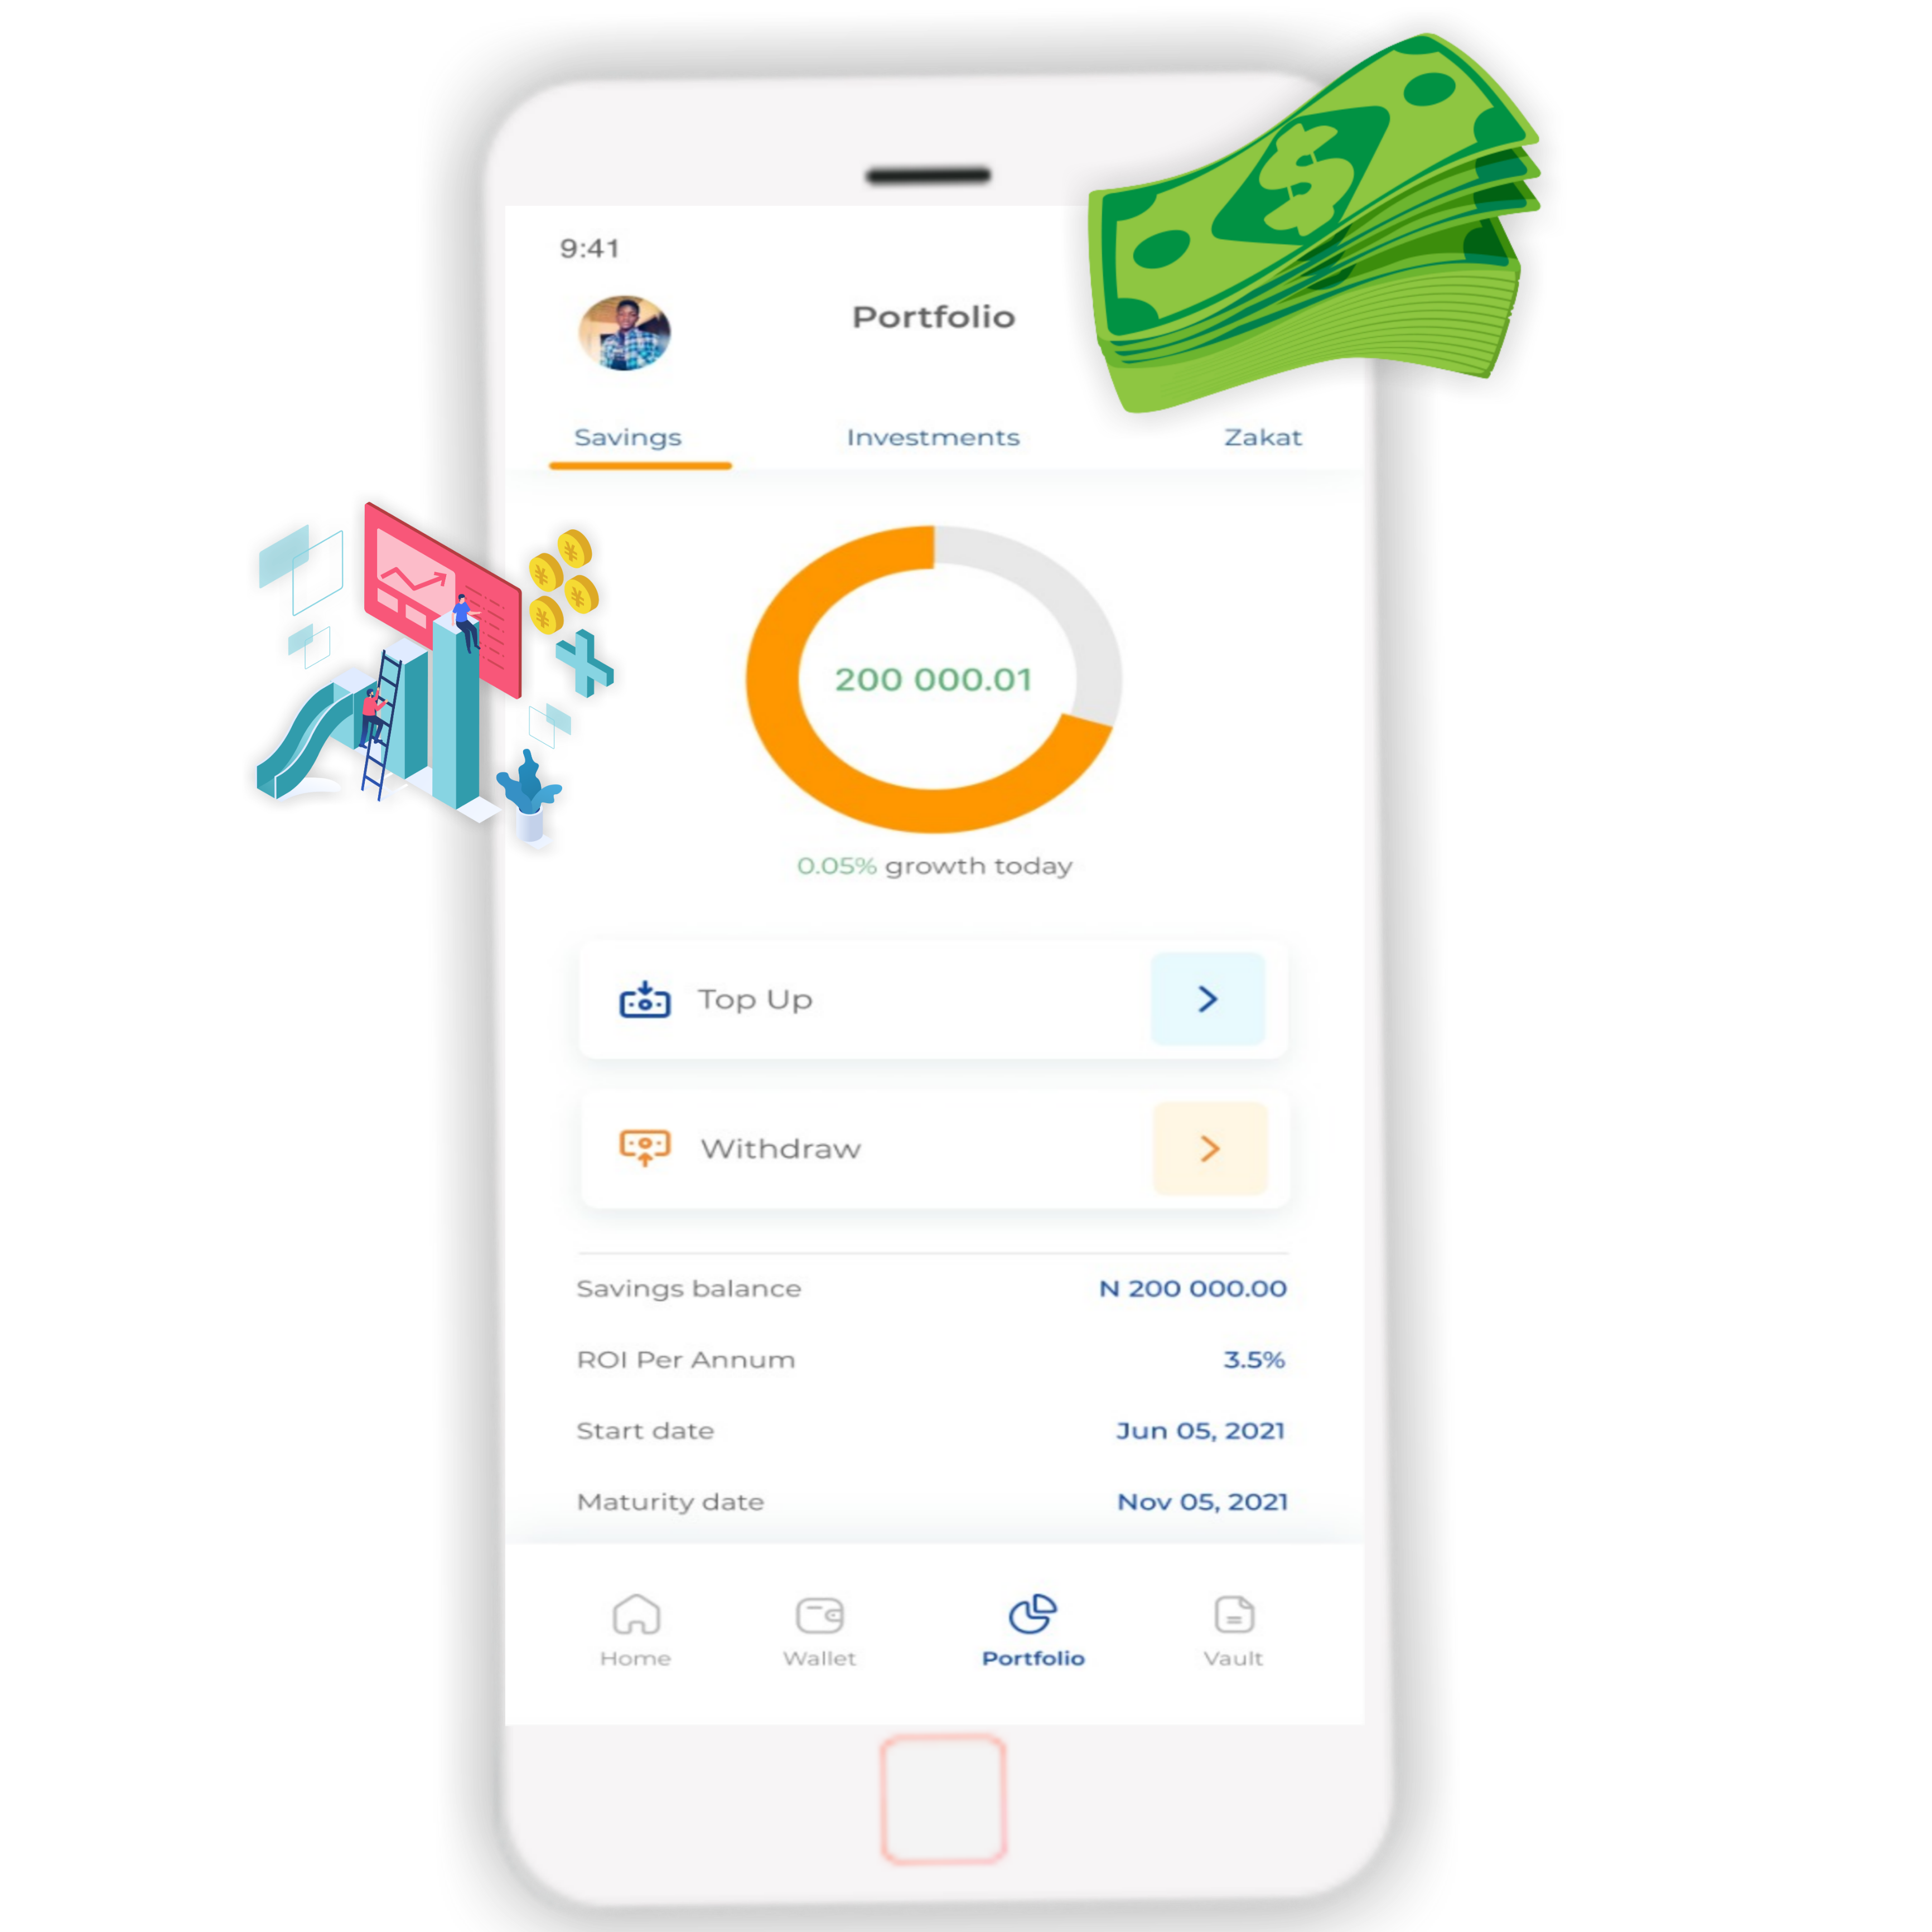 9:41
Portfolio
Savings Investments Zakat
200 000.01
0.05% growth today
Top Up
Withdraw
Savings balance N 200 000.00
ROI Per Annum 3.5%
Start date Jun 05, 2021
Maturity date Nov 05, 2021
Home Wallet Portfolio Vault